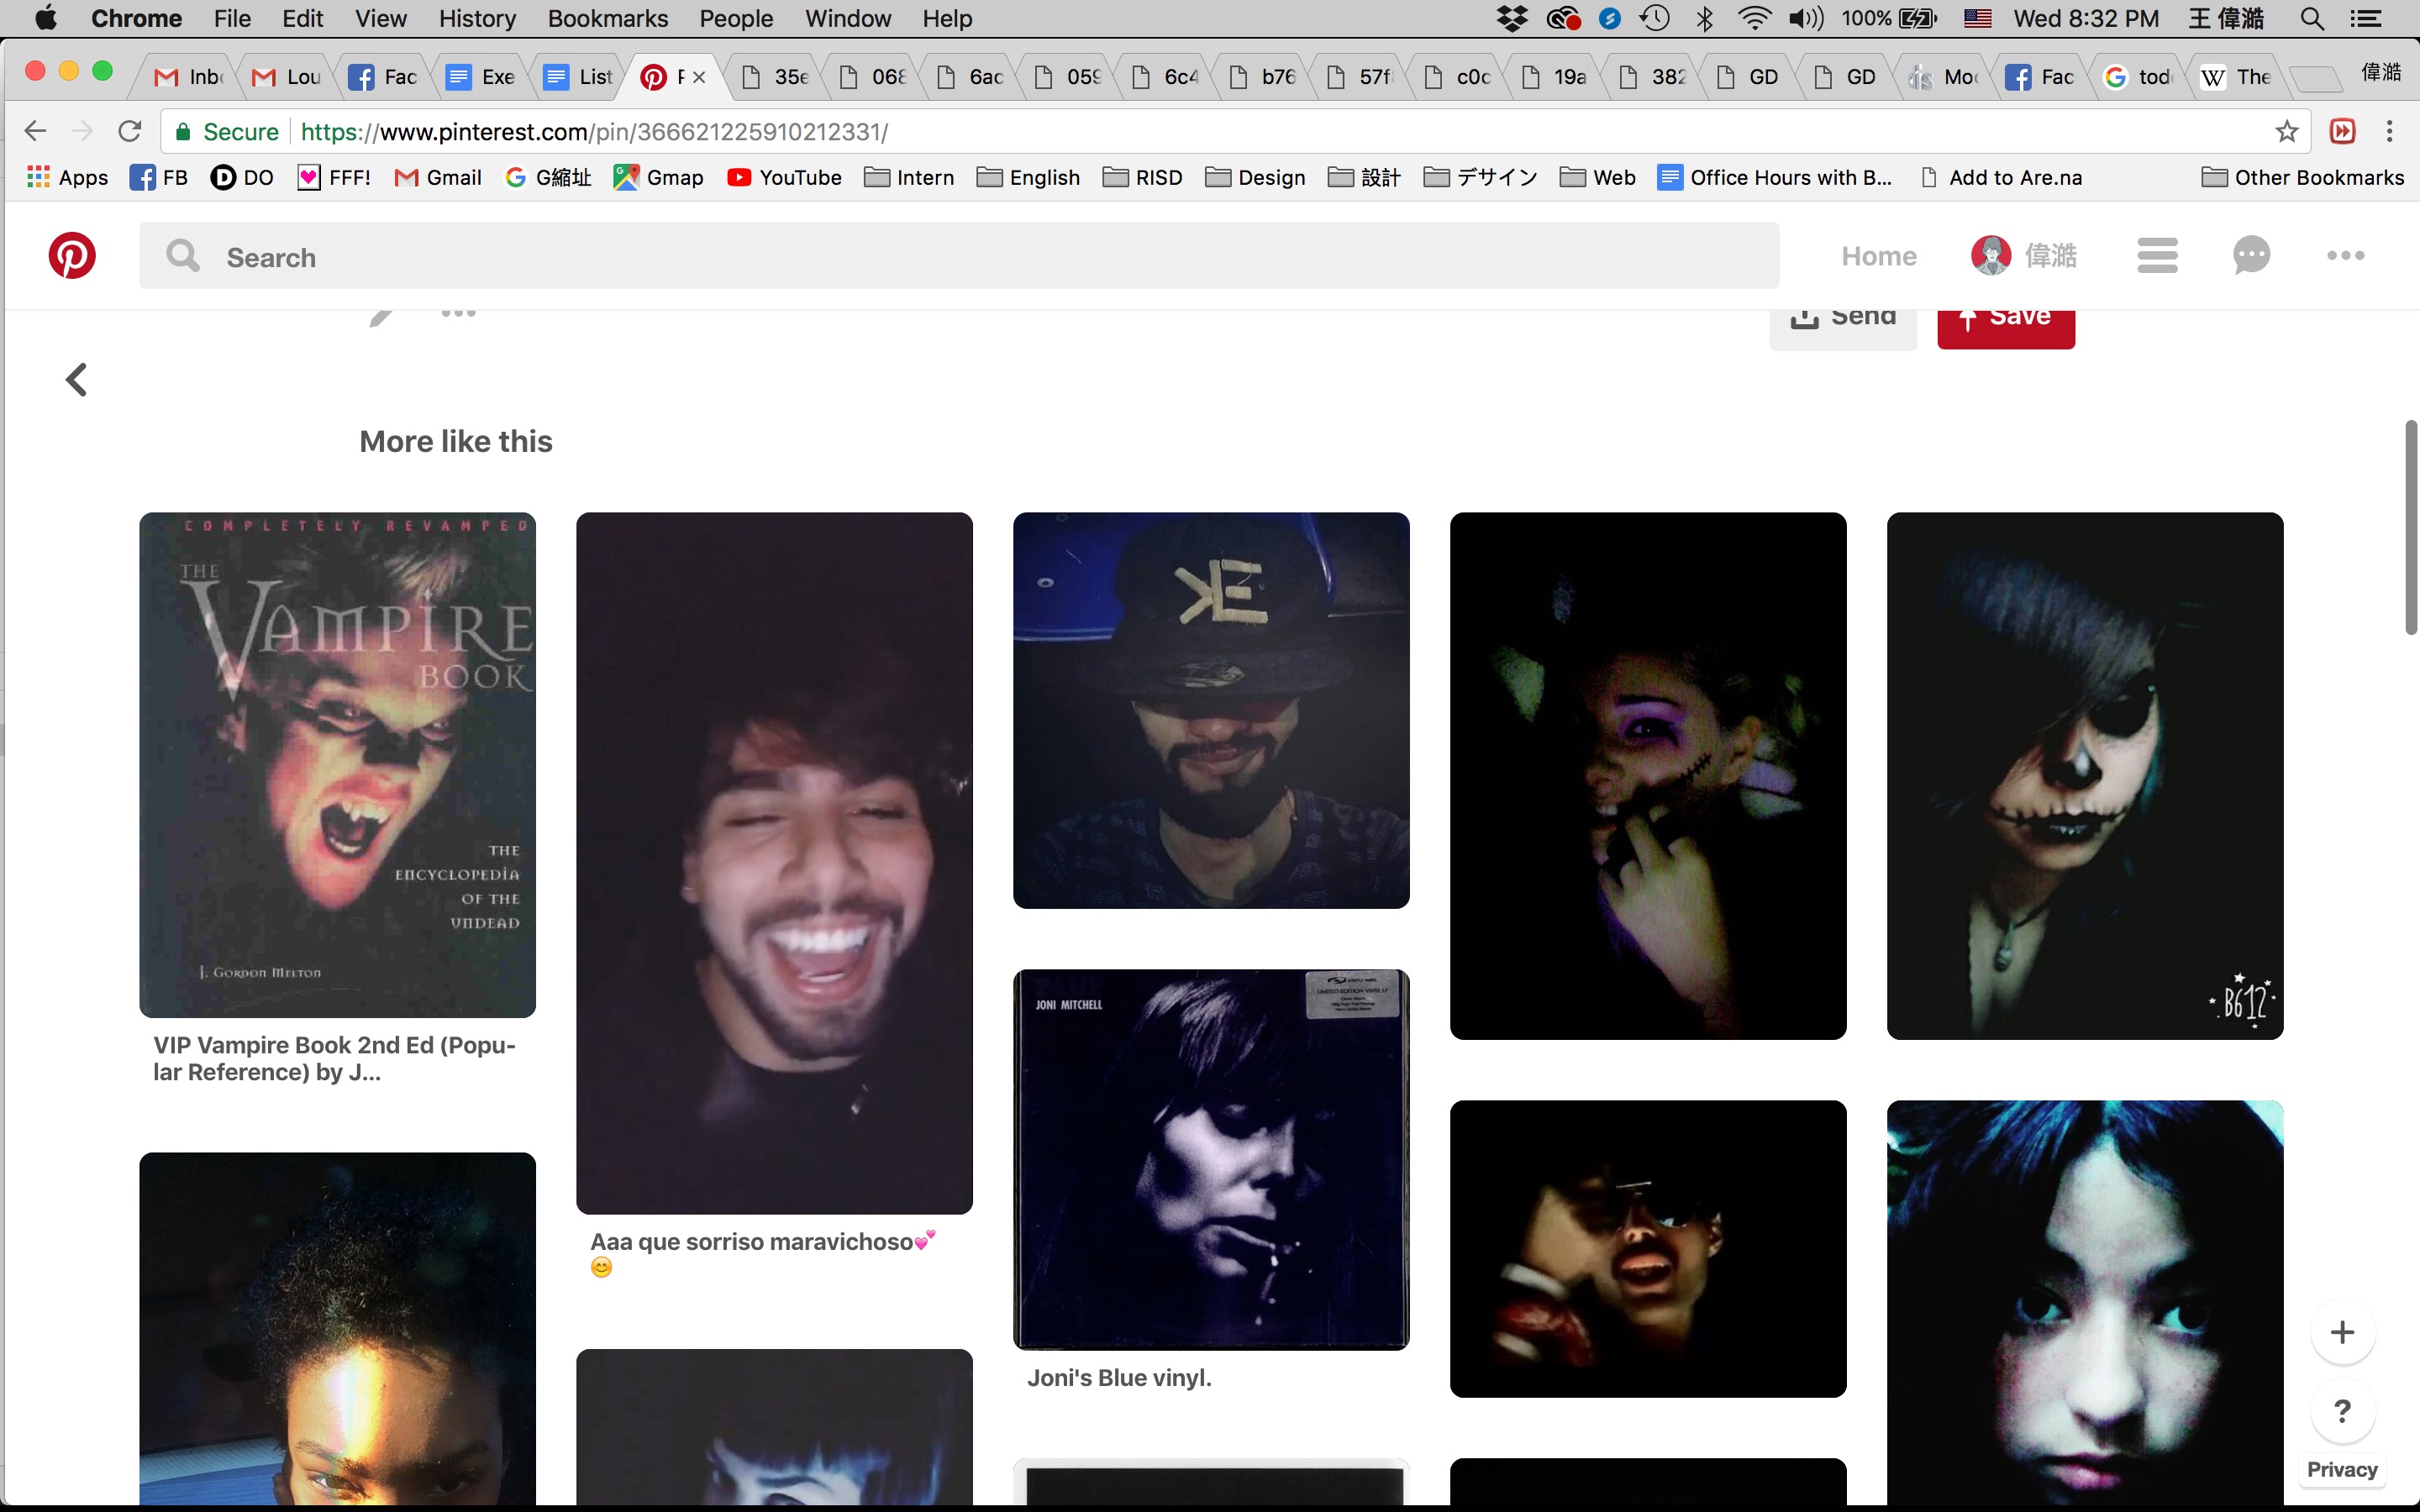 Chrome File Edit View History Bookmarks People Window Help 100% Wed 8:32 PM 王 偉澔
Inb Lou Fac Exe List 35e 068 6ac 059 6c4 b76 57f c0c 19a 382 GD GD Mo Fac tod The 偉澔
Secure https://www.pinterest.com/pin/366621225910212331/
Apps FB DO FFF! Gmail G縮址 Gmap YouTube Intern English RISD Design 設計 デサイン Web Office Hours with B... Add to Are.na Other Bookmarks
Search Home 偉澔
Send Save
More like this
COMPLETELY REVAMPED
THE
VAMPIRE
BOOK
THE
ENCYCLOPEDIA
OF THE
UNDEAD
J. GORDON MELTON
VIP Vampire Book 2nd Ed (Popu-
lar Reference) by J...
Aaa que sorriso maravichoso💕
😊
JONI MITCHELL
Joni's Blue vinyl.
B612
+
?
Privacy